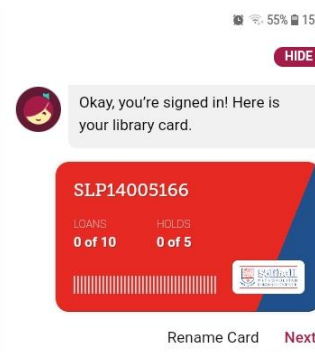 55% 15
HIDE
Okay, you're signed in! Here is
your library card.
SLP14005166
LOANS HOLDS
0 of 10 0 of 5
Solihull
Rename Card Next